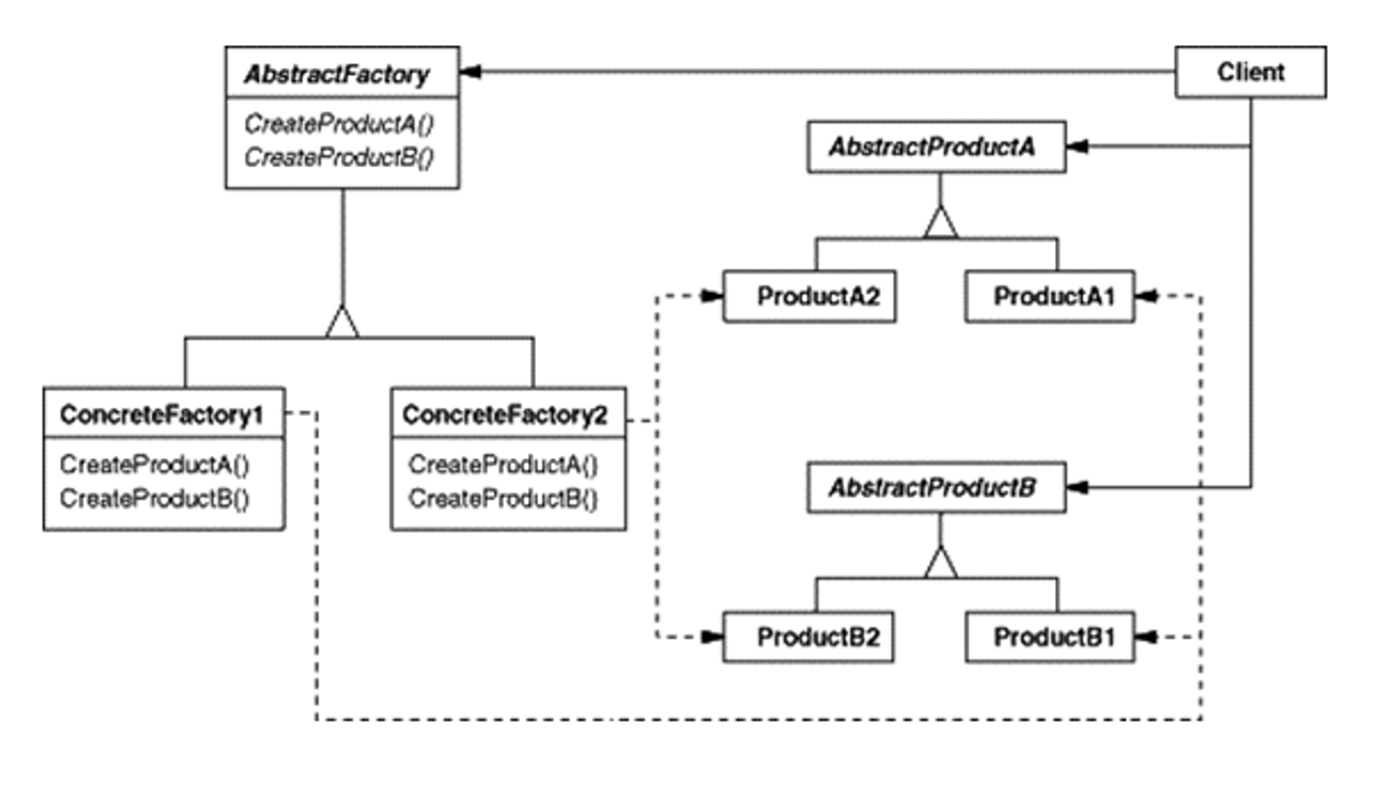 AbstractFactory
CreateProductA()
CreateProductB()
Client
AbstractProductA
ProductA2
ProductA1
ConcreteFactory1
CreateProductA()
CreateProductB()
ConcreteFactory2
CreateProductA()
CreateProductB()
AbstractProductB
ProductB2
ProductB1